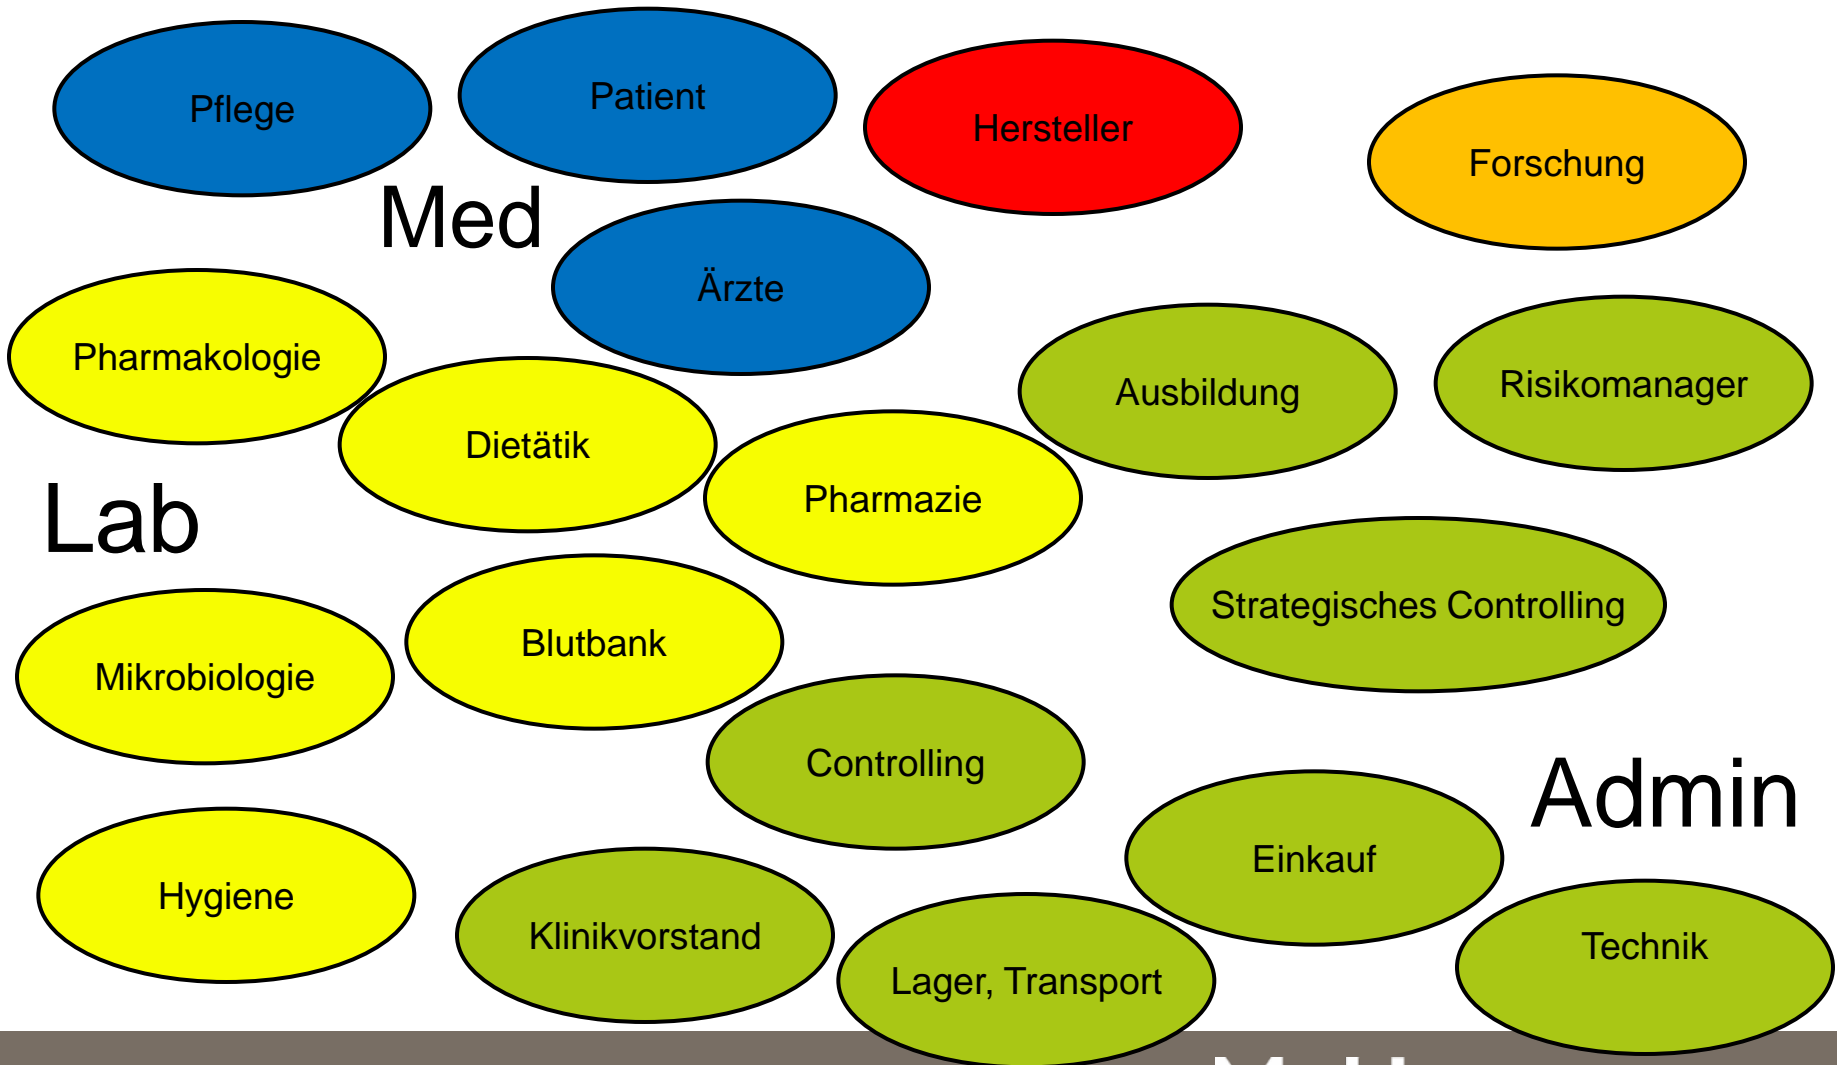 Pflege
Patient
Hersteller
Forschung
Med
Ärzte
Pharmakologie
Ausbildung
Risikomanager
Dietätik
Pharmazie
Lab
Strategisches Controlling
Blutbank
Mikrobiologie
Controlling
Admin
Einkauf
Hygiene
Klinikvorstand
Technik
Lager, Transport